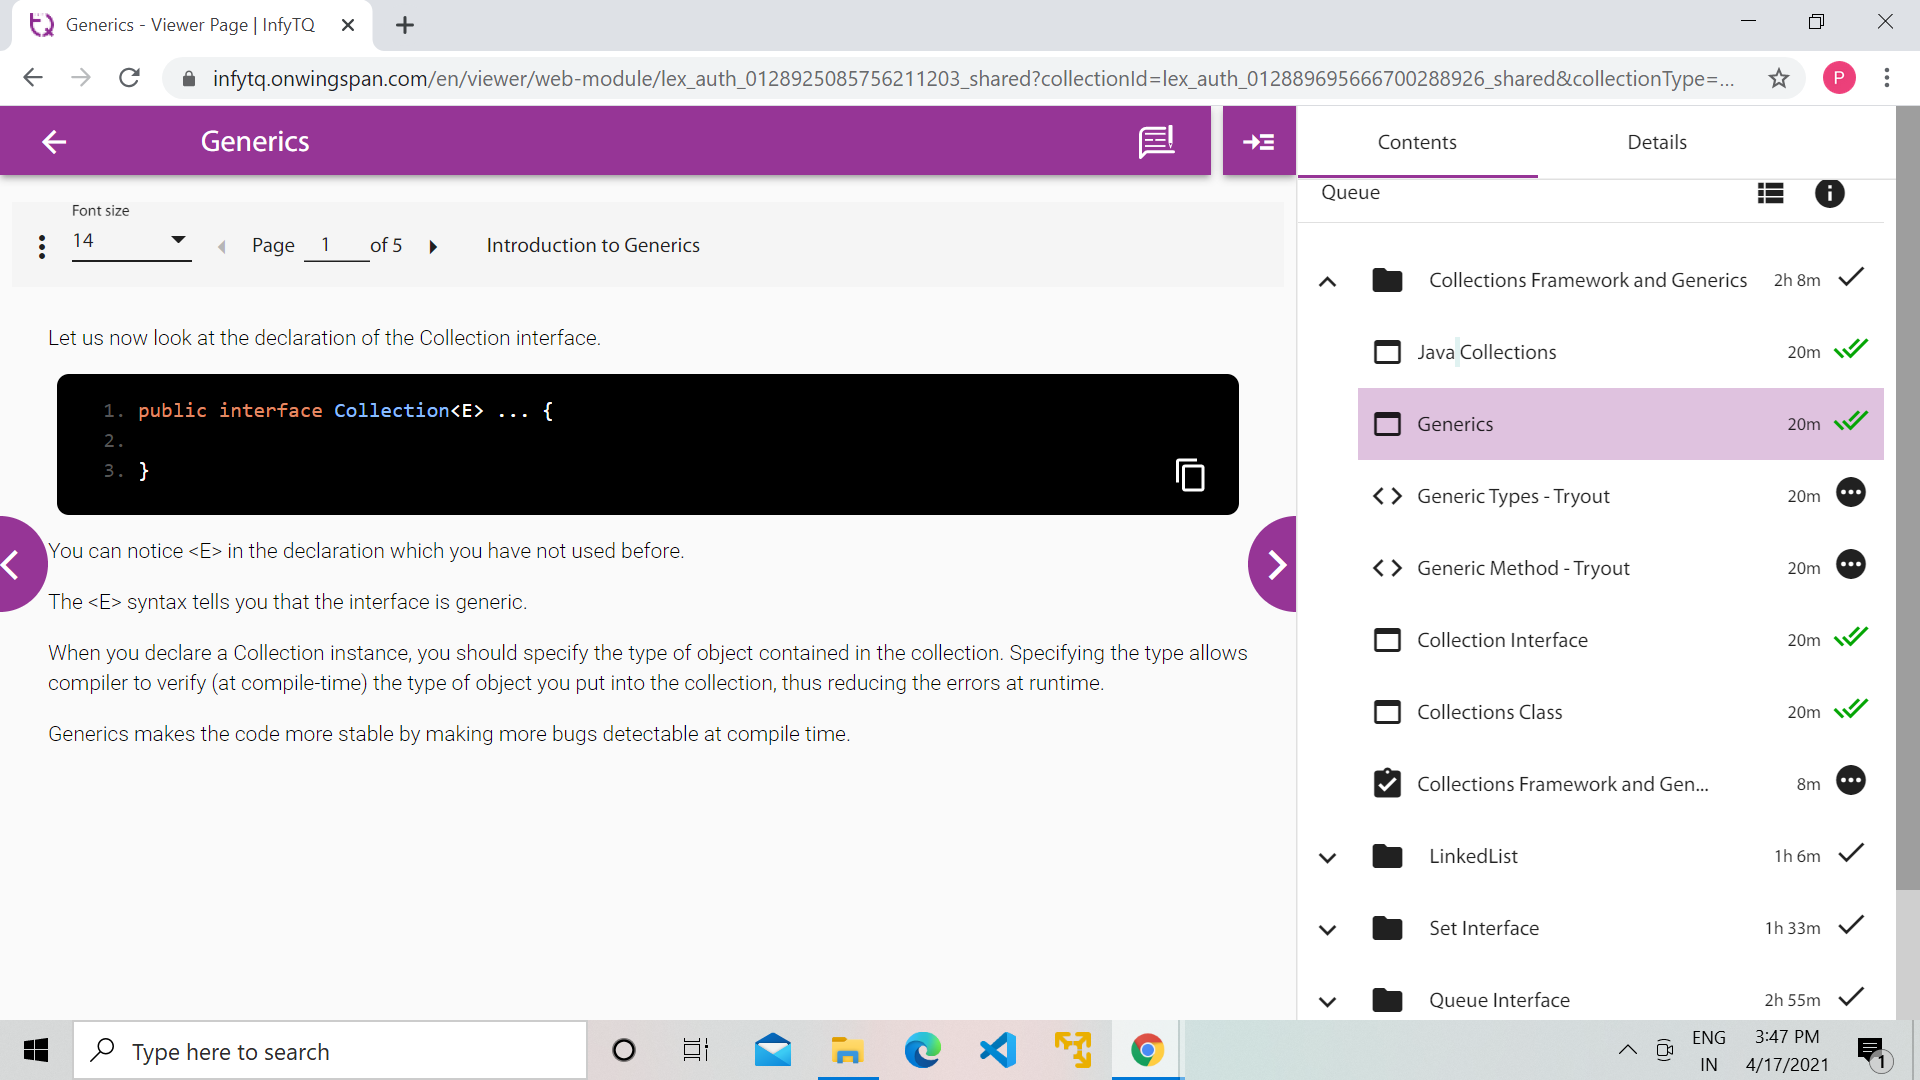 Generics - Viewer Page | InfyTQ
infytq.onwingspan.com/en/viewer/web-module/lex_auth_0128925085756211203_shared?collectionId=lex_auth_012889695666700288926_shared&collectionType=...
P
Generics
Contents
Details
Queue
Font size
14
Page 1 of 5
Introduction to Generics
Let us now look at the declaration of the Collection interface.
1. public interface Collection<E> ... {
2.
3. }
You can notice <E> in the declaration which you have not used before.
The <E> syntax tells you that the interface is generic.
When you declare a Collection instance, you should specify the type of object contained in the collection. Specifying the type allows
compiler to verify (at compile-time) the type of object you put into the collection, thus reducing the errors at runtime.
Generics makes the code more stable by making more bugs detectable at compile time.
Collections Framework and Generics 2h 8m
Java Collections 20m
Generics 20m
Generic Types - Tryout 20m
Generic Method - Tryout 20m
Collection Interface 20m
Collections Class 20m
Collections Framework and Gen... 8m
LinkedList 1h 6m
Set Interface 1h 33m
Queue Interface 2h 55m
Type here to search
ENG
IN
3:47 PM
4/17/2021
1